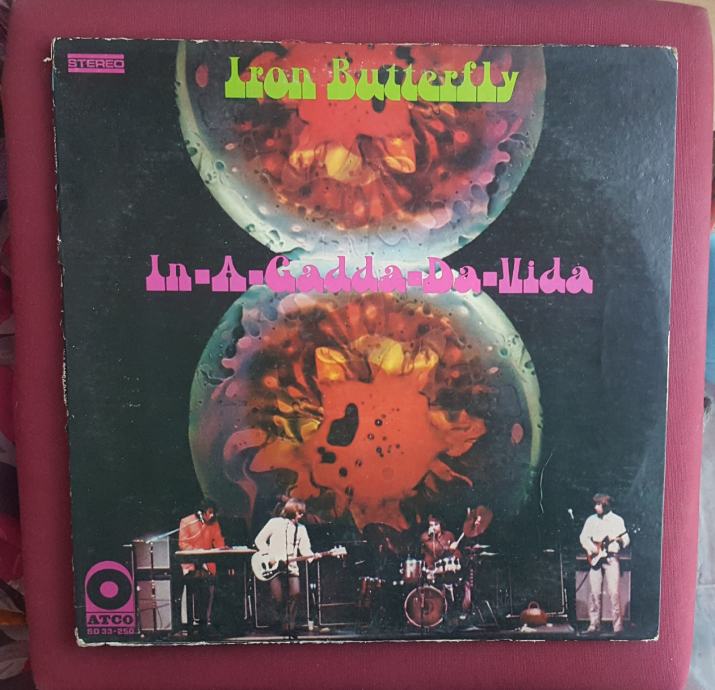 STEREO
Iron Butterfly
In-A-Gadda-Da-Vida
ATCO
SD 33-250